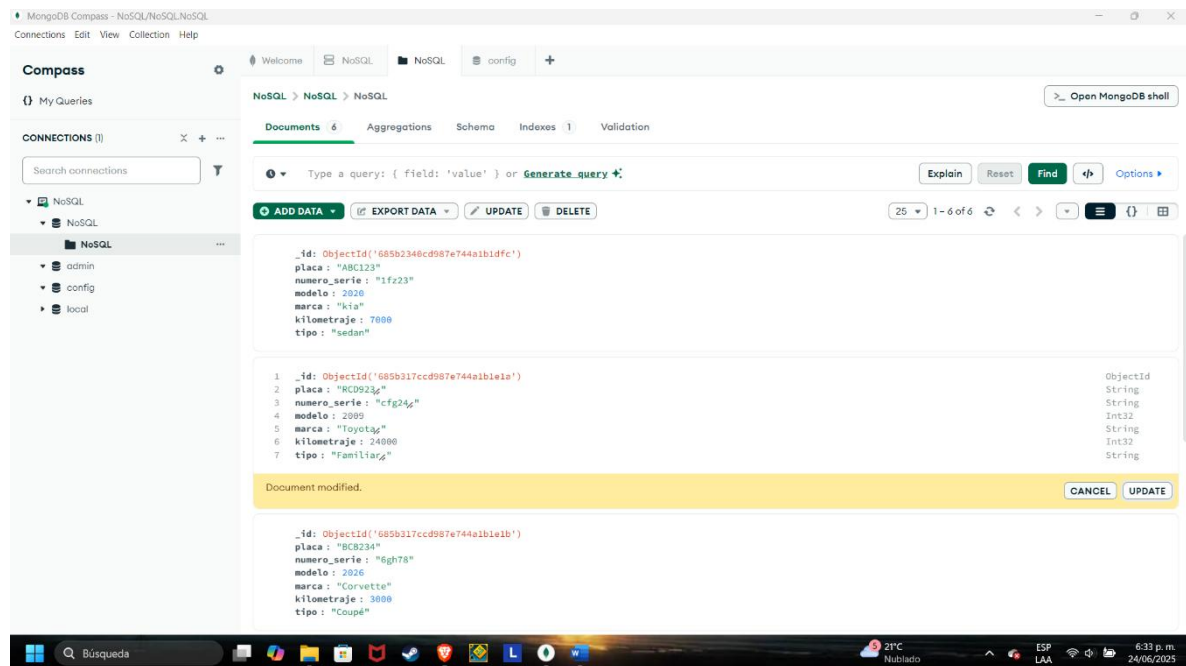 MongoDB Compass - NoSQL/NoSQL.NoSQL
Connections Edit View Collection Help
Compass
Welcome NoSQL NoSQL config +
{} My Queries
NoSQL > NoSQL > NoSQL
>_ Open MongoDB shell
CONNECTIONS (1)
Documents 6 Aggregations Schema Indexes 1 Validation
Search connections
Type a query: { field: 'value' } or Generate query
Explain Reset Find </> Options
NoSQL
NoSQL
NoSQL
admin
config
local
ADD DATA EXPORT DATA UPDATE DELETE
25 1 – 6 of 6 {}
_id: ObjectId('685b2340cd987e744a1b1dfc')
placa : "ABC123"
numero_serie : "1fz23"
modelo : 2020
marca : "kia"
kilometraje : 7000
tipo : "sedan"
1 _id: ObjectId('685b317ccd987e744a1b1e1a') ObjectId
2 placa : "RCD923" String
3 numero_serie : "cfg24" String
4 modelo : 2009 Int32
5 marca : "Toyota" String
6 kilometraje : 24000 Int32
7 tipo : "Familiar" String
Document modified.
CANCEL UPDATE
_id: ObjectId('685b317ccd987e744a1b1e1b')
placa : "BCB234"
numero_serie : "6gh78"
modelo : 2026
marca : "Corvette"
kilometraje : 3000
tipo : "Coupé"
Búsqueda
5 21°C
Nublado
ESP
LAA
6:33 p. m.
24/06/2025